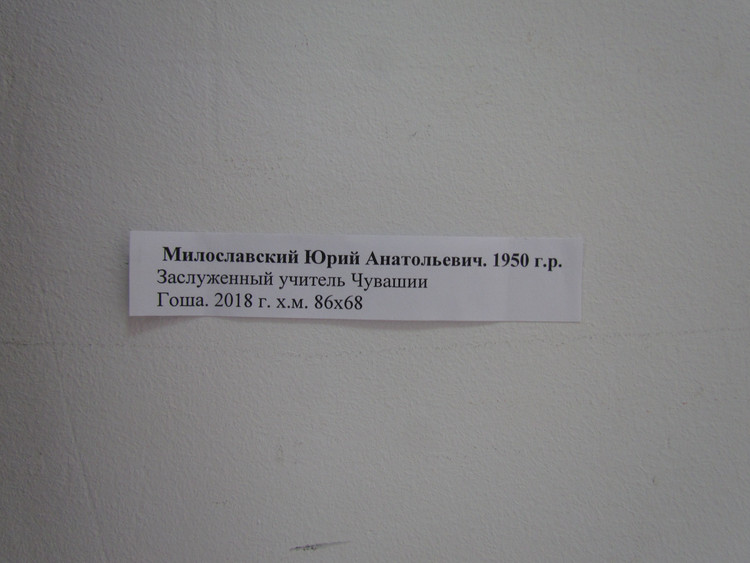 Милославский Юрий Анатольевич. 1950 г.р.
Заслуженный учитель Чувашии
Гоша. 2018 г. х.м. 86х68